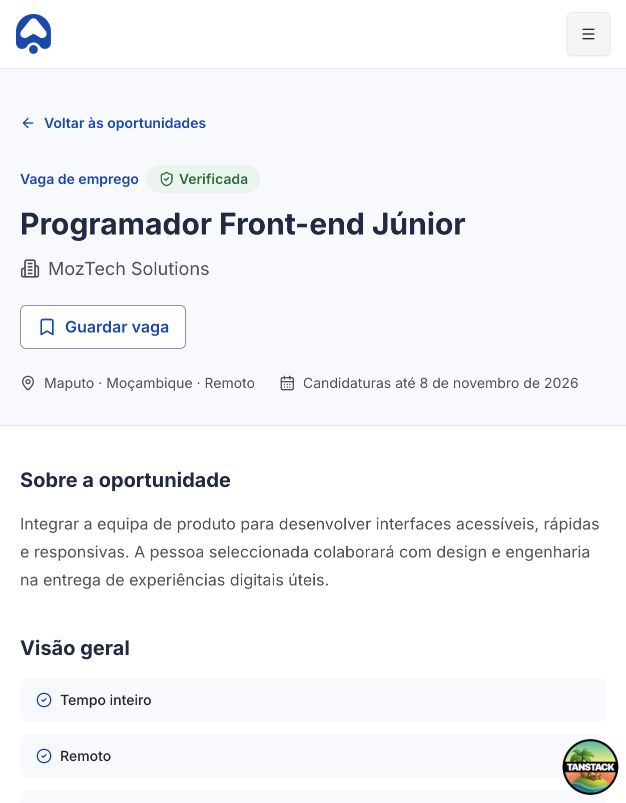 Voltar às oportunidades
Vaga de emprego
Verificada
Programador Front-end Júnior
MozTech Solutions
Guardar vaga
Maputo · Moçambique · Remoto
Candidaturas até 8 de novembro de 2026
Sobre a oportunidade
Integrar a equipa de produto para desenvolver interfaces acessíveis, rápidas
e responsivas. A pessoa seleccionada colaborará com design e engenharia
na entrega de experiências digitais úteis.
Visão geral
Tempo inteiro
Remoto
TANSTACK